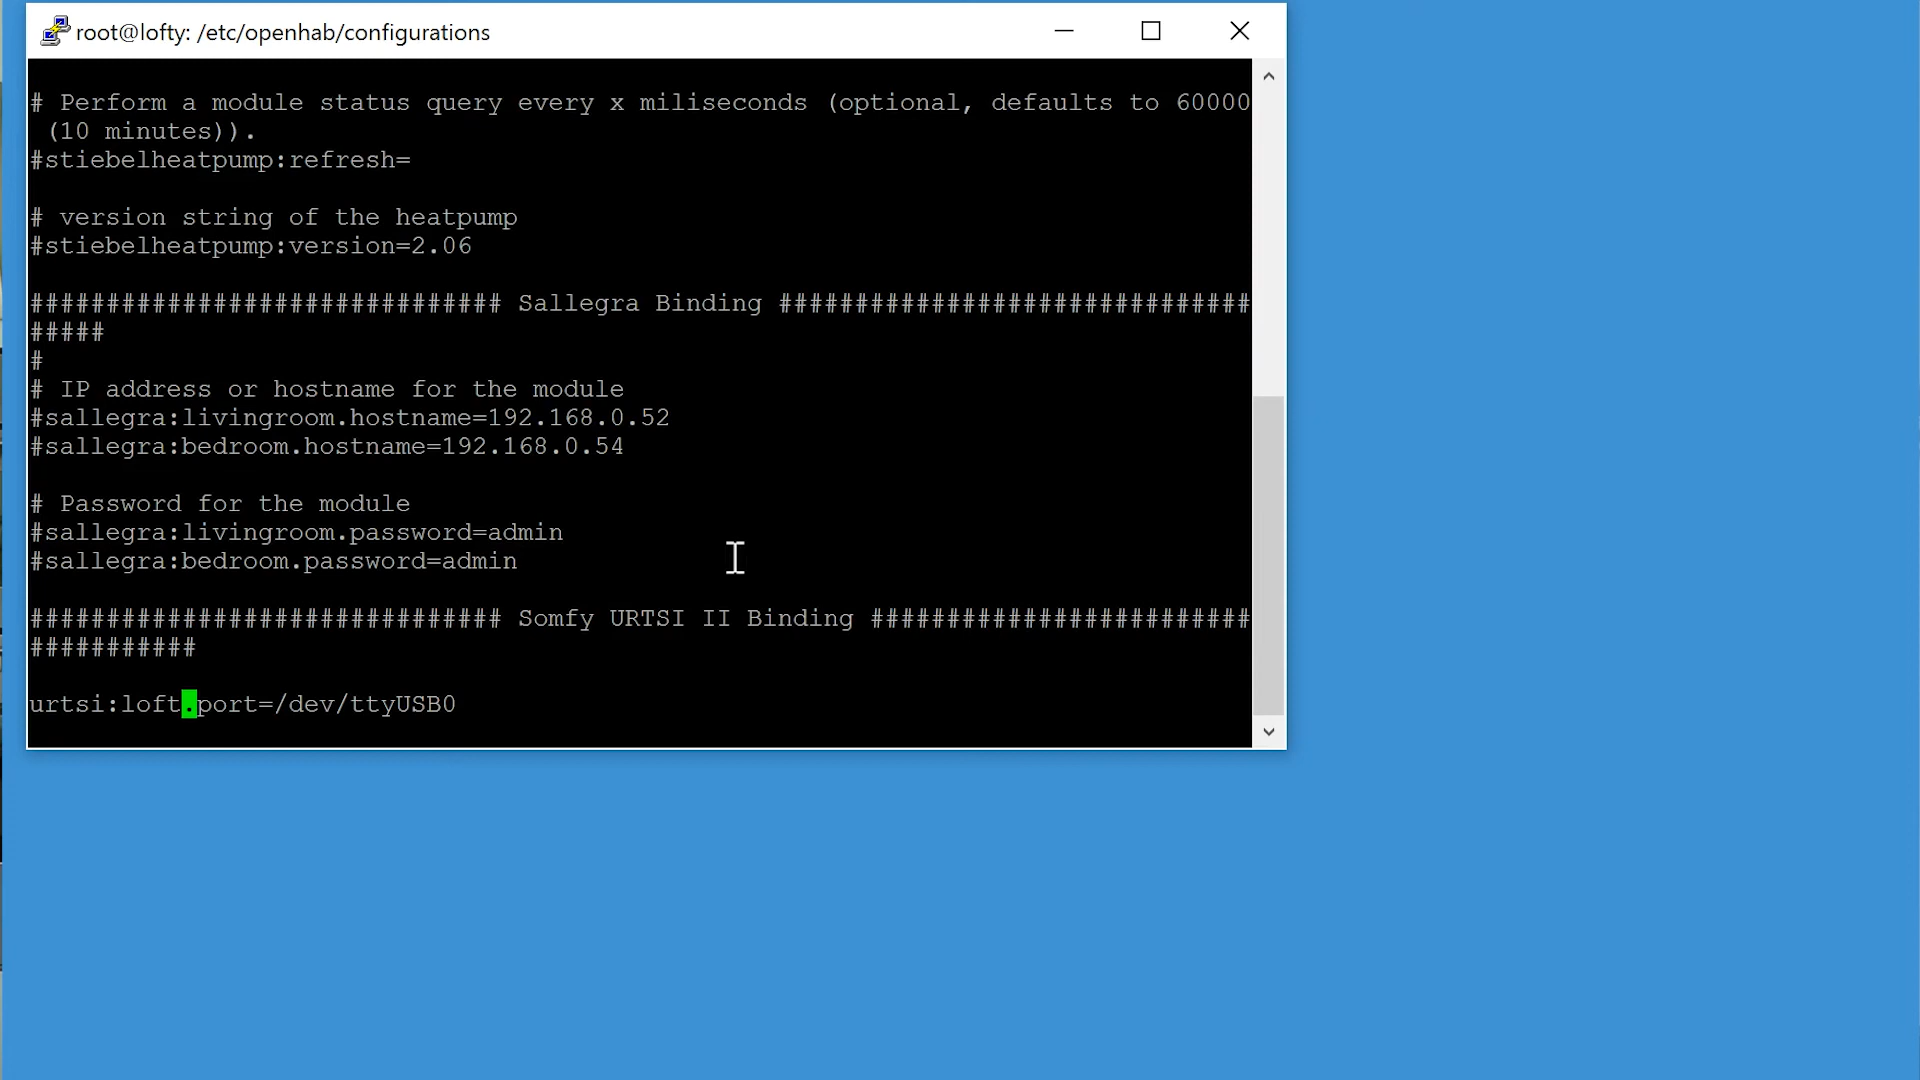 root@lofty: /etc/openhab/configurations
# Perform a module status query every x miliseconds (optional, defaults to 60000
 (10 minutes)).
#stiebelheatpump:refresh=
# version string of the heatpump
#stiebelheatpump:version=2.06
############################### Sallegra Binding ###############################
#####
#
# IP address or hostname for the module
#sallegra:livingroom.hostname=192.168.0.52
#sallegra:bedroom.hostname=192.168.0.54
# Password for the module
#sallegra:livingroom.password=admin
#sallegra:bedroom.password=admin
############################### Somfy URTSI II Binding #########################
###########
urtsi:loft.port=/dev/ttyUSB0